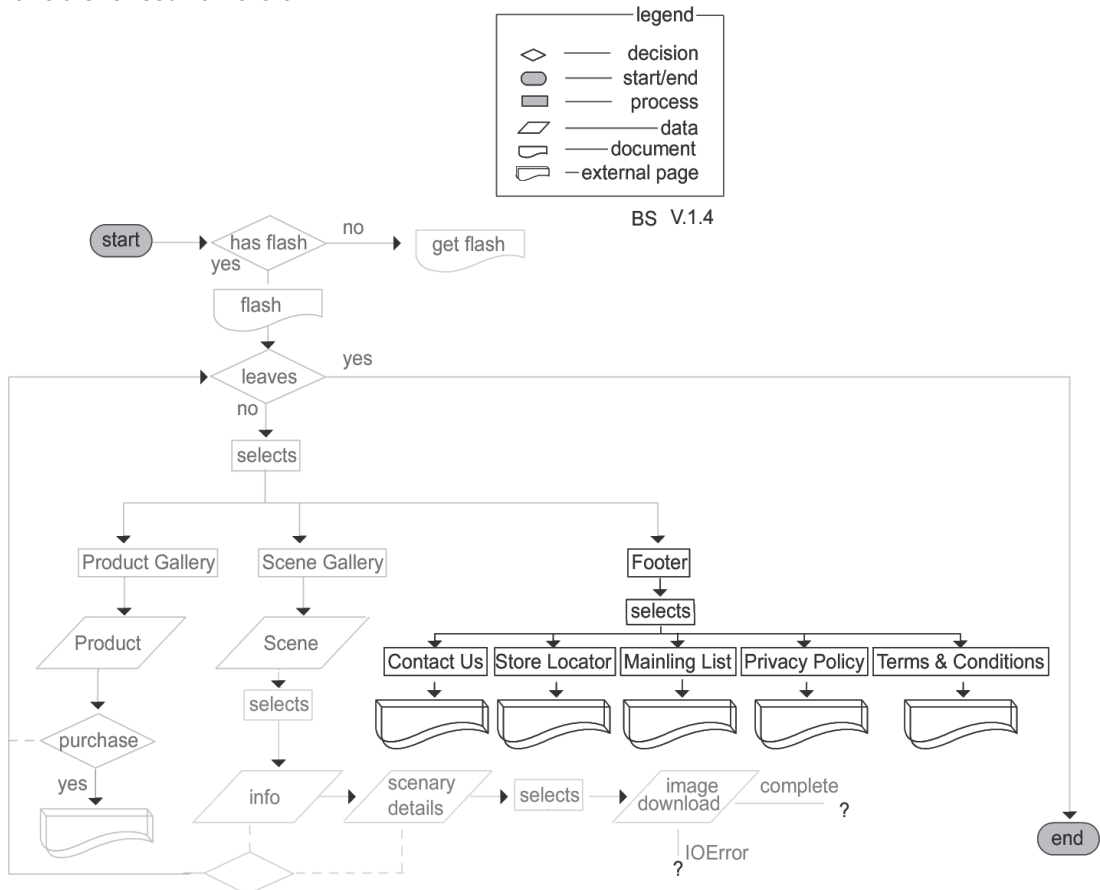 legend
decision
start/end
process
data
document
external page
BS V.1.4
start
has flash
no
get flash
yes
flash
leaves
yes
no
selects
Product Gallery
Scene Gallery
Footer
selects
Product
Scene
Contact Us
Store Locator
Mainling List
Privacy Policy
Terms & Conditions
selects
purchase
yes
info
scenary
details
selects
image
download
complete
?
IOError
?
end